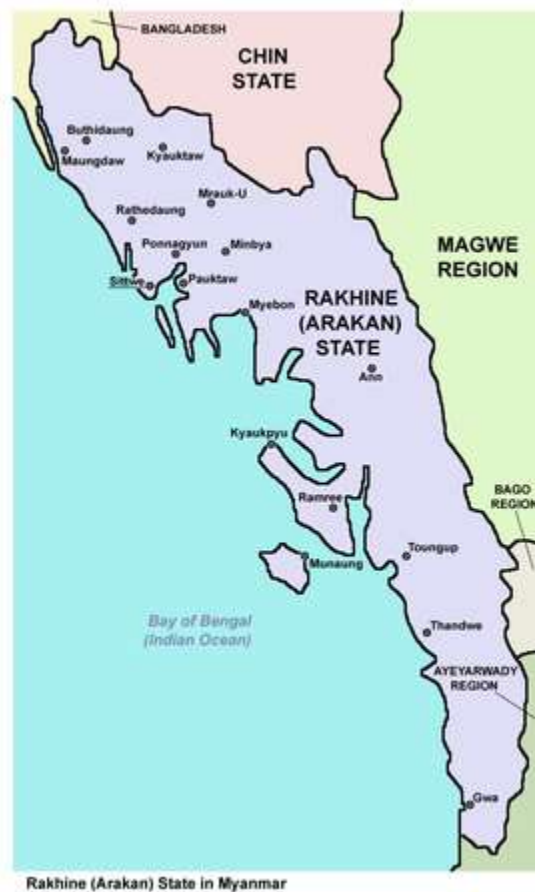 BANGLADESH
CHIN
STATE
Buthidaung
Maungdaw
Kyauktaw
Mrauk-U
Rathedaung
Ponnagyun
Minbya
MAGWE
REGION
Sittwe
Pauktaw
Myebon
RAKHINE
(ARAKAN)
STATE
Ann
Kyaukpyu
BAGO
REGION
Ramree
Munaung
Toungup
Bay of Bengal
(Indian Ocean)
Thandwe
AYEYARWADY
REGION
Gwa
Rakhine (Arakan) State in Myanmar